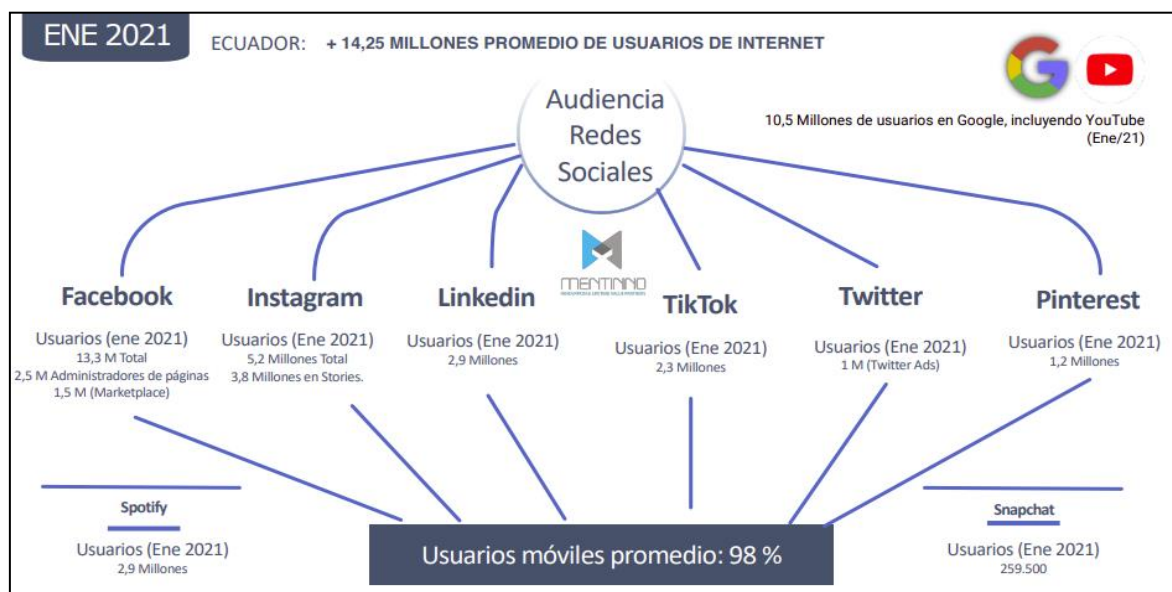 ENE 2021
ECUADOR: + 14,25 MILLONES PROMEDIO DE USUARIOS DE INTERNET
10,5 Millones de usuarios en Google, incluyendo YouTube
(Ene/21)
Audiencia
Redes
Sociales
MENTINNO
Facebook
Usuarios (ene 2021)
13,3 M Total
2,5 M Administradores de páginas
1,5 M (Marketplace)
Instagram
Usuarios (Ene 2021)
5,2 Millones Total
3,8 Millones en Stories.
Linkedin
Usuarios (Ene 2021)
2,9 Millones
TikTok
Usuarios (Ene 2021)
2,3 Millones
Twitter
Usuarios (Ene 2021)
1 M (Twitter Ads)
Pinterest
Usuarios (Ene 2021)
1,2 Millones
Spotify
Usuarios (Ene 2021)
2,9 Millones
Usuarios móviles promedio: 98 %
Snapchat
Usuarios (Ene 2021)
259.500